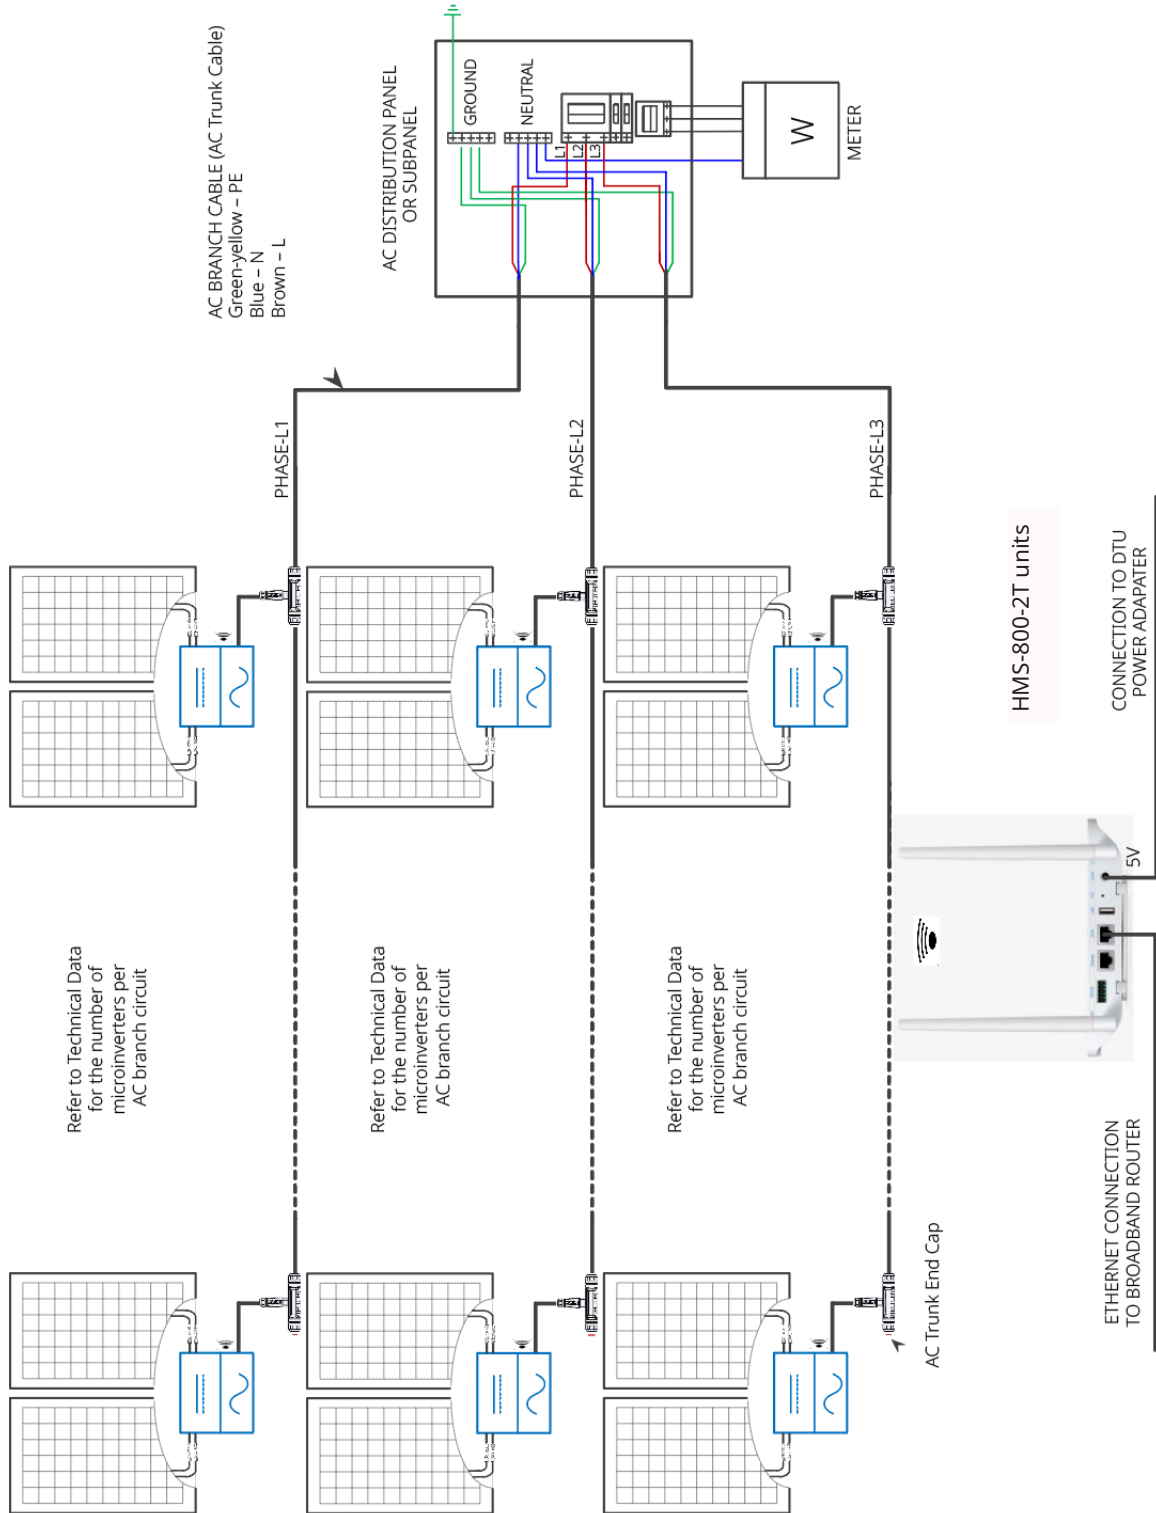 AC BRANCH CABLE (AC Trunk Cable)
Green-yellow – PE
Blue – N
Brown – L
AC DISTRIBUTION PANEL
OR SUBPANEL
GROUND
NEUTRAL
L1
L2
L3
W
METER
PHASE-L1
PHASE-L2
PHASE-L3
Refer to Technical Data
for the number of
microinverters per
AC branch circuit
Refer to Technical Data
for the number of
microinverters per
AC branch circuit
Refer to Technical Data
for the number of
microinverters per
AC branch circuit
HMS-800-2T units
CONNECTION TO DTU
POWER ADAPATER
5V
AC Trunk End Cap
ETHERNET CONNECTION
TO BROADBAND ROUTER